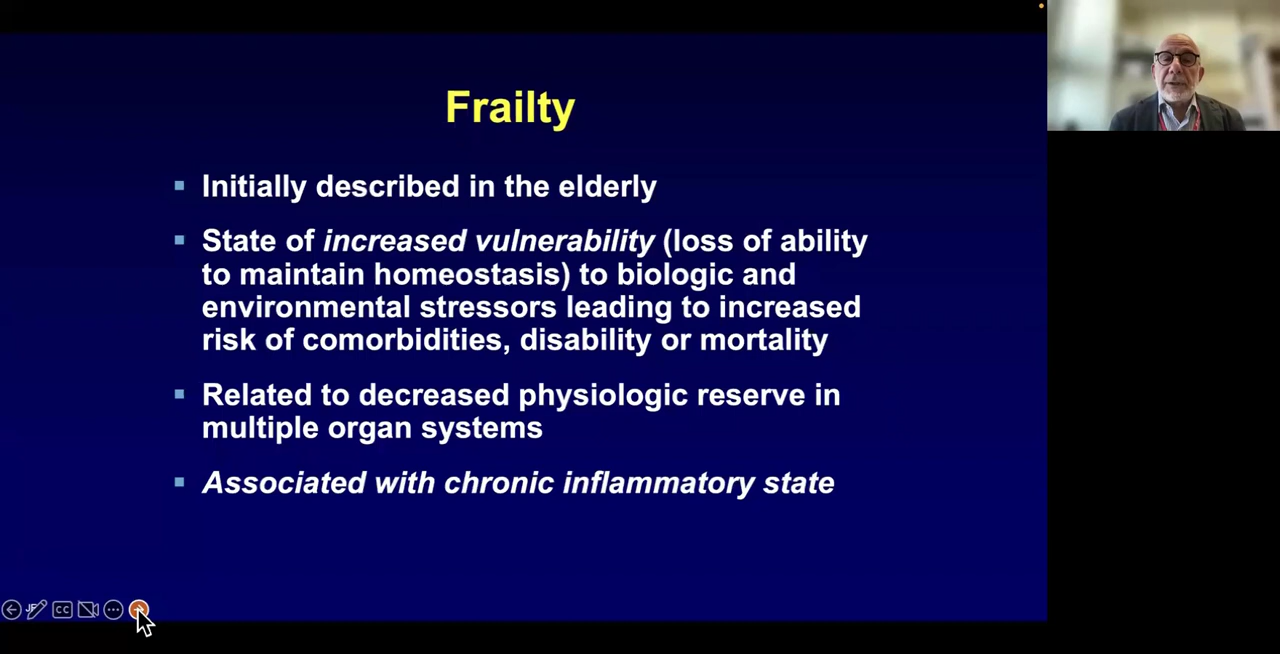 Frailty
Initially described in the elderly
State of increased vulnerability (loss of ability
to maintain homeostasis) to biologic and
environmental stressors leading to increased
risk of comorbidities, disability or mortality
Related to decreased physiologic reserve in
multiple organ systems
Associated with chronic inflammatory state
CC